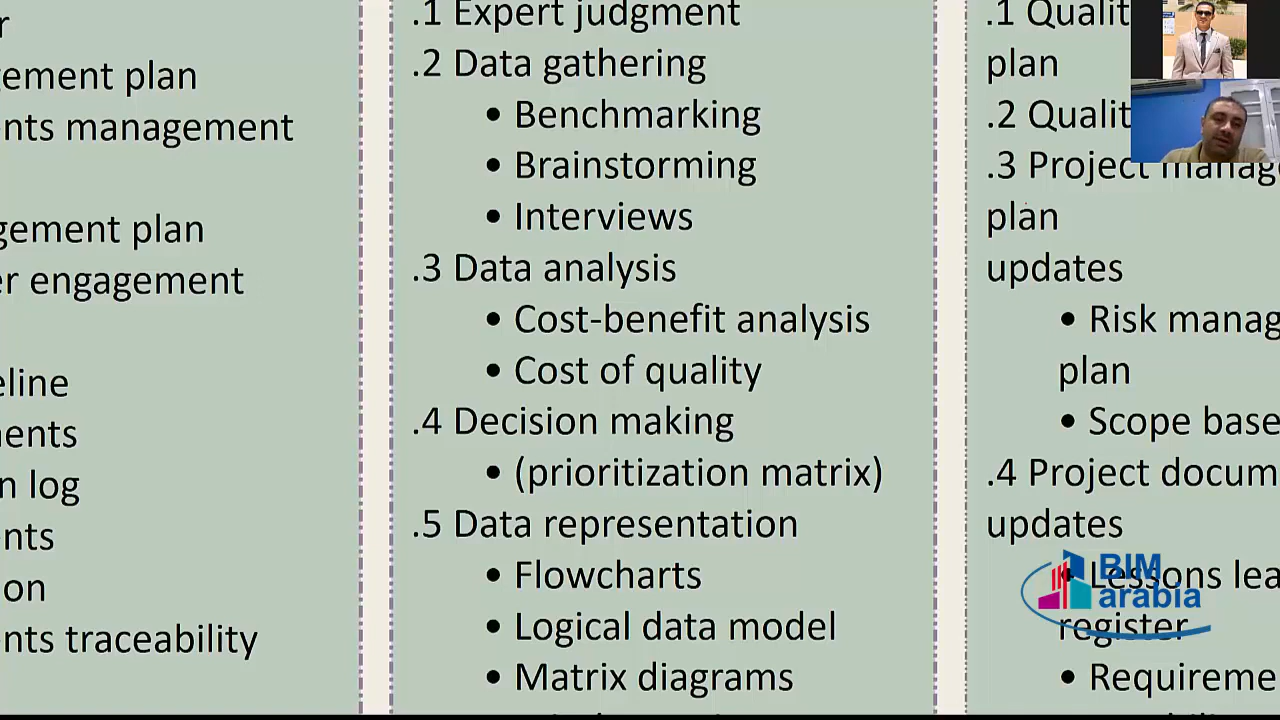 r
gement plan
nts management
gement plan
er engagement
eline
ents
n log
nts
on
nts traceability
.1 Expert judgment
.2 Data gathering
• Benchmarking
• Brainstorming
• Interviews
.3 Data analysis
• Cost-benefit analysis
• Cost of quality
.4 Decision making
• (prioritization matrix)
.5 Data representation
• Flowcharts
• Logical data model
• Matrix diagrams
.1 Qualit
plan
.2 Qualit
.3 Project manag
plan
updates
• Risk manag
plan
• Scope base
.4 Project docum
updates
• Lessons lea
register
• Requireme
BIM
arabia